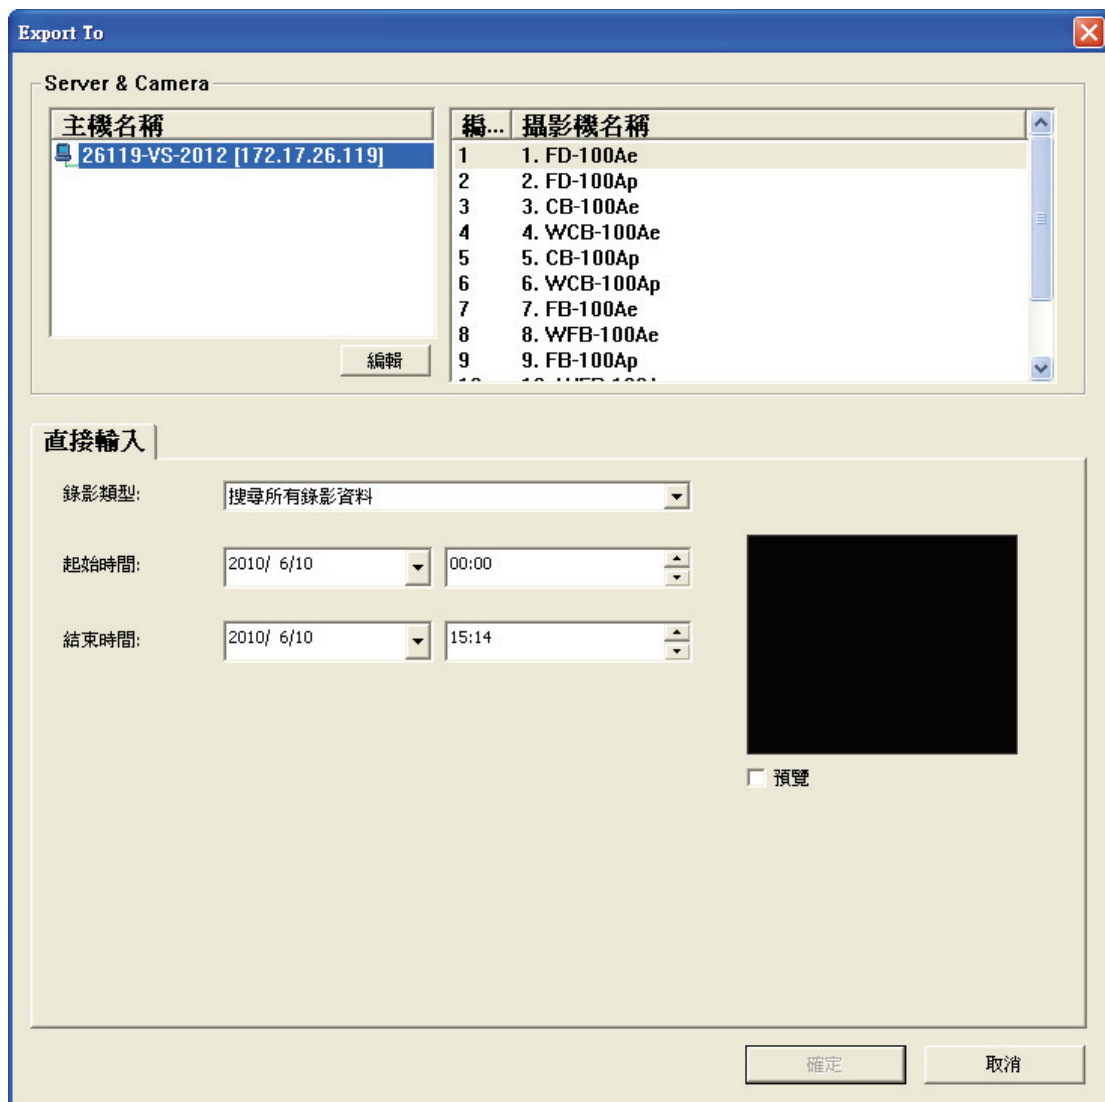 Export To
Server & Camera
主機名稱
26119-VS-2012 [172.17.26.119]
編輯
編... 攝影機名稱
1 1. FD-100Ae
2 2. FD-100Ap
3 3. CB-100Ae
4 4. WCB-100Ae
5 5. CB-100Ap
6 6. WCB-100Ap
7 7. FB-100Ae
8 8. WFB-100Ae
9 9. FB-100Ap
直接輸入
錄影類型: 搜尋所有錄影資料
起始時間: 2010/ 6/10 00:00
結束時間: 2010/ 6/10 15:14
預覽
確定 取消